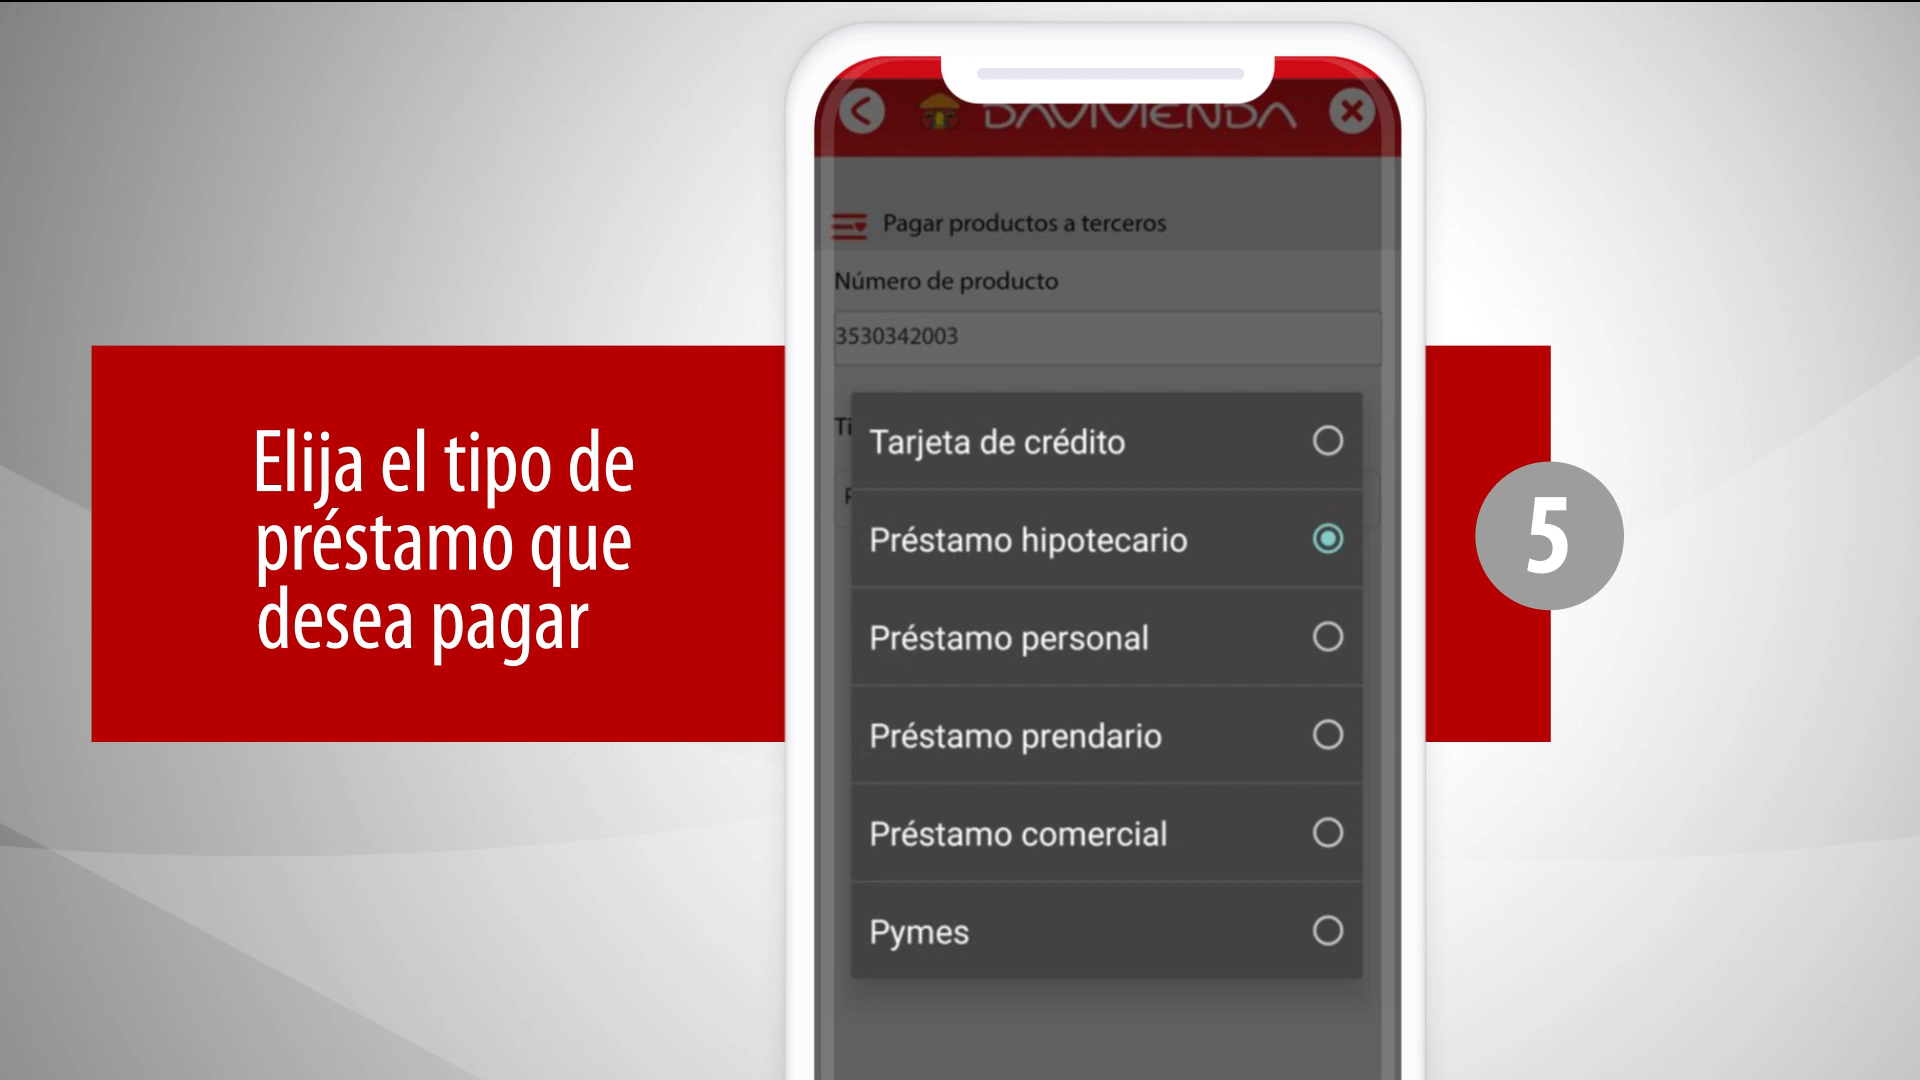 Elija el tipo de
préstamo que
desea pagar
DAVIVIENDA
Pagar productos a terceros
Número de producto
3530342003
Tarjeta de crédito
Préstamo hipotecario
Préstamo personal
Préstamo prendario
Préstamo comercial
Pymes
5